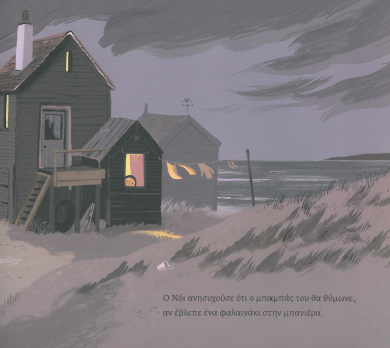 Ο Νόι ανησυχούσε ότι ο μπαμπάς του θα θύμωνε,
αν έβλεπε ένα φαλαινάκι στην μπανιέρα.